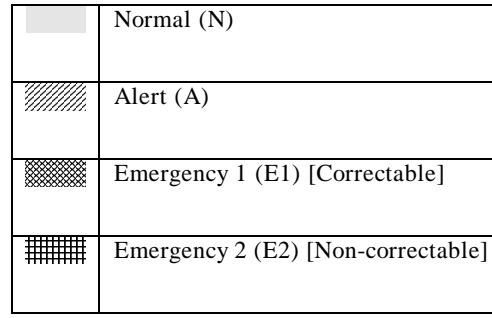 Normal (N)
Alert (A)
Emergency 1 (E1) [Correctable]
Emergency 2 (E2) [Non-correctable]